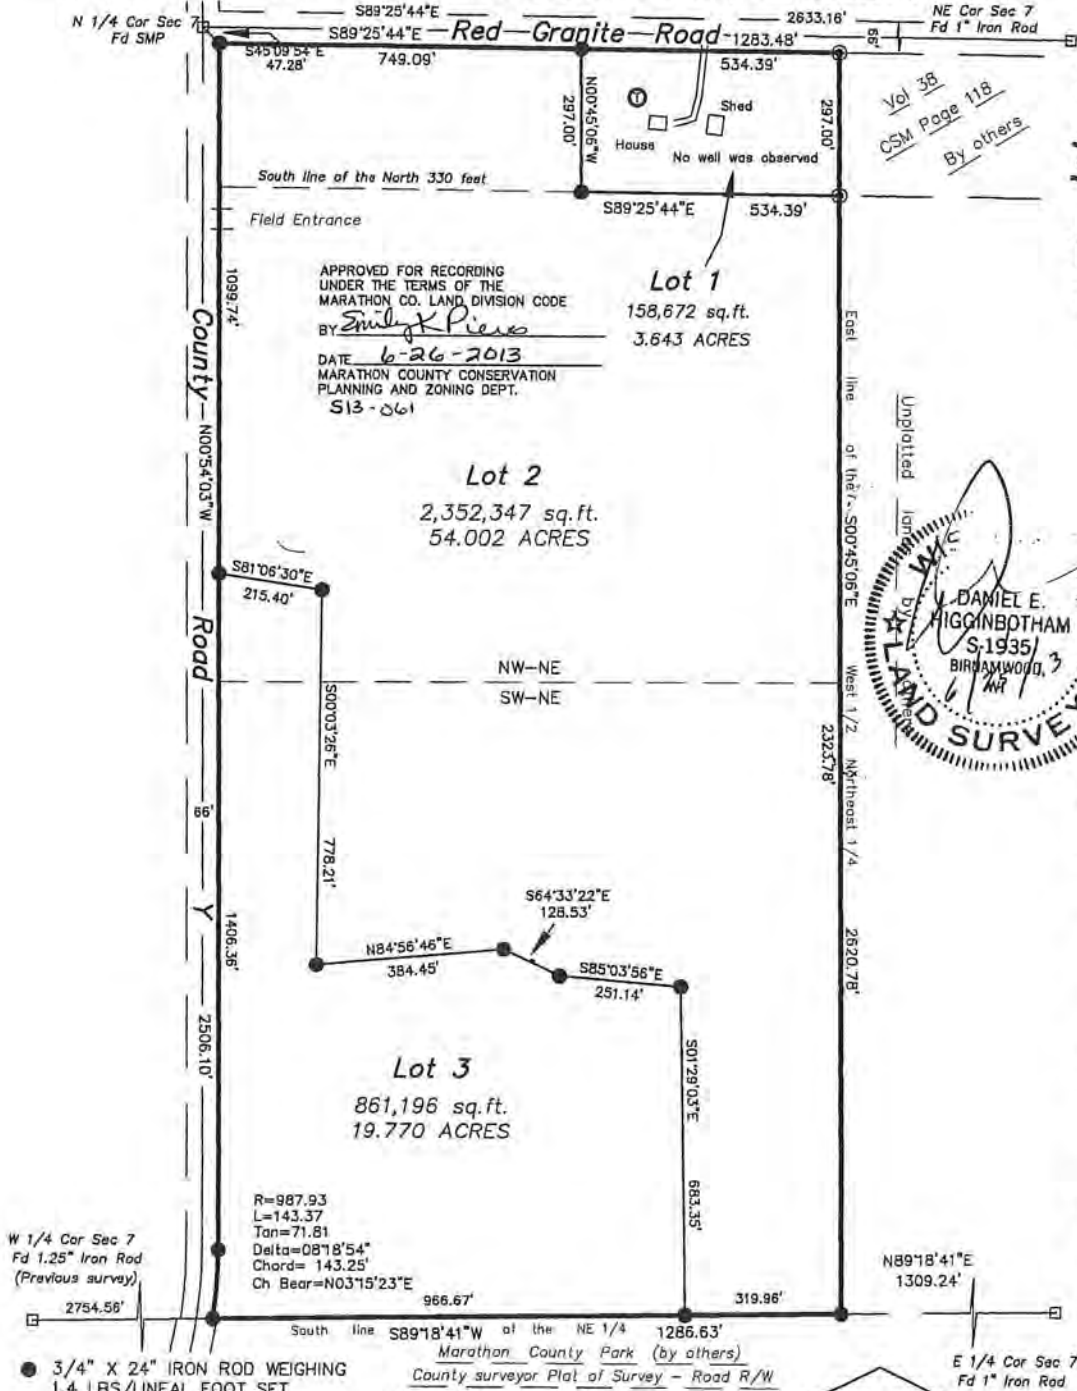 N 1/4 Cor Sec 7
Fd SMP
S89°25'44"E
2633.16'
NE Cor Sec 7
Fd 1" Iron Rod
S89°25'44"E
Red Granite Road
1283.48'
66'
S45°09'54"E
47.28'
749.09'
534.39'
Vol 38
CSM Page 118
By others
N00°45'06"W
297.00'
T
House
Shed
No well was observed
297.00'
South line of the North 330 feet
S89°25'44"E
534.39'
Field Entrance
Lot 1
158,672 sq.ft.
3.643 ACRES
APPROVED FOR RECORDING
UNDER THE TERMS OF THE
MARATHON CO. LAND DIVISION CODE
BY Emily K Pierce
DATE 6-26-2013
MARATHON COUNTY CONSERVATION
PLANNING AND ZONING DEPT.
S13-061
1099.74'
County Road Y
N00°54'03"W
66'
1406.36'
2506.10'
East line of the West 1/2 Northeast 1/4
S00°45'06"E
2323.78'
2620.78'
Unplatted lands by
Lot 2
2,352,347 sq.ft.
54.002 ACRES
DANIEL E.
HIGGINBOTHAM
S-1935
BIRNAMWOOD,
WI
LAND SURVEY
S81°06'30"E
215.40'
NW-NE
SW-NE
S00°03'26"E
778.21'
S64°33'22"E
128.53'
N84°56'46"E
384.45'
S85°03'56"E
251.14'
S01°29'03"E
683.35'
Lot 3
861,196 sq.ft.
19.770 ACRES
R=987.93
L=143.37
Tan=71.81
Delta=08°18'54"
Chord= 143.25'
Ch Bear=N03°15'23"E
W 1/4 Cor Sec 7
Fd 1.25" Iron Rod
(Previous survey)
2754.56'
966.67'
319.96'
N89°18'41"E
1309.24'
South line S89°18'41"W of the NE 1/4 1286.63'
Marathon County Park (by others)
County surveyor Plat of Survey - Road R/W
E 1/4 Cor Sec 7
Fd 1" Iron Rod
3/4" X 24" IRON ROD WEIGHING
1.4 LBS/LINEAL FOOT SET